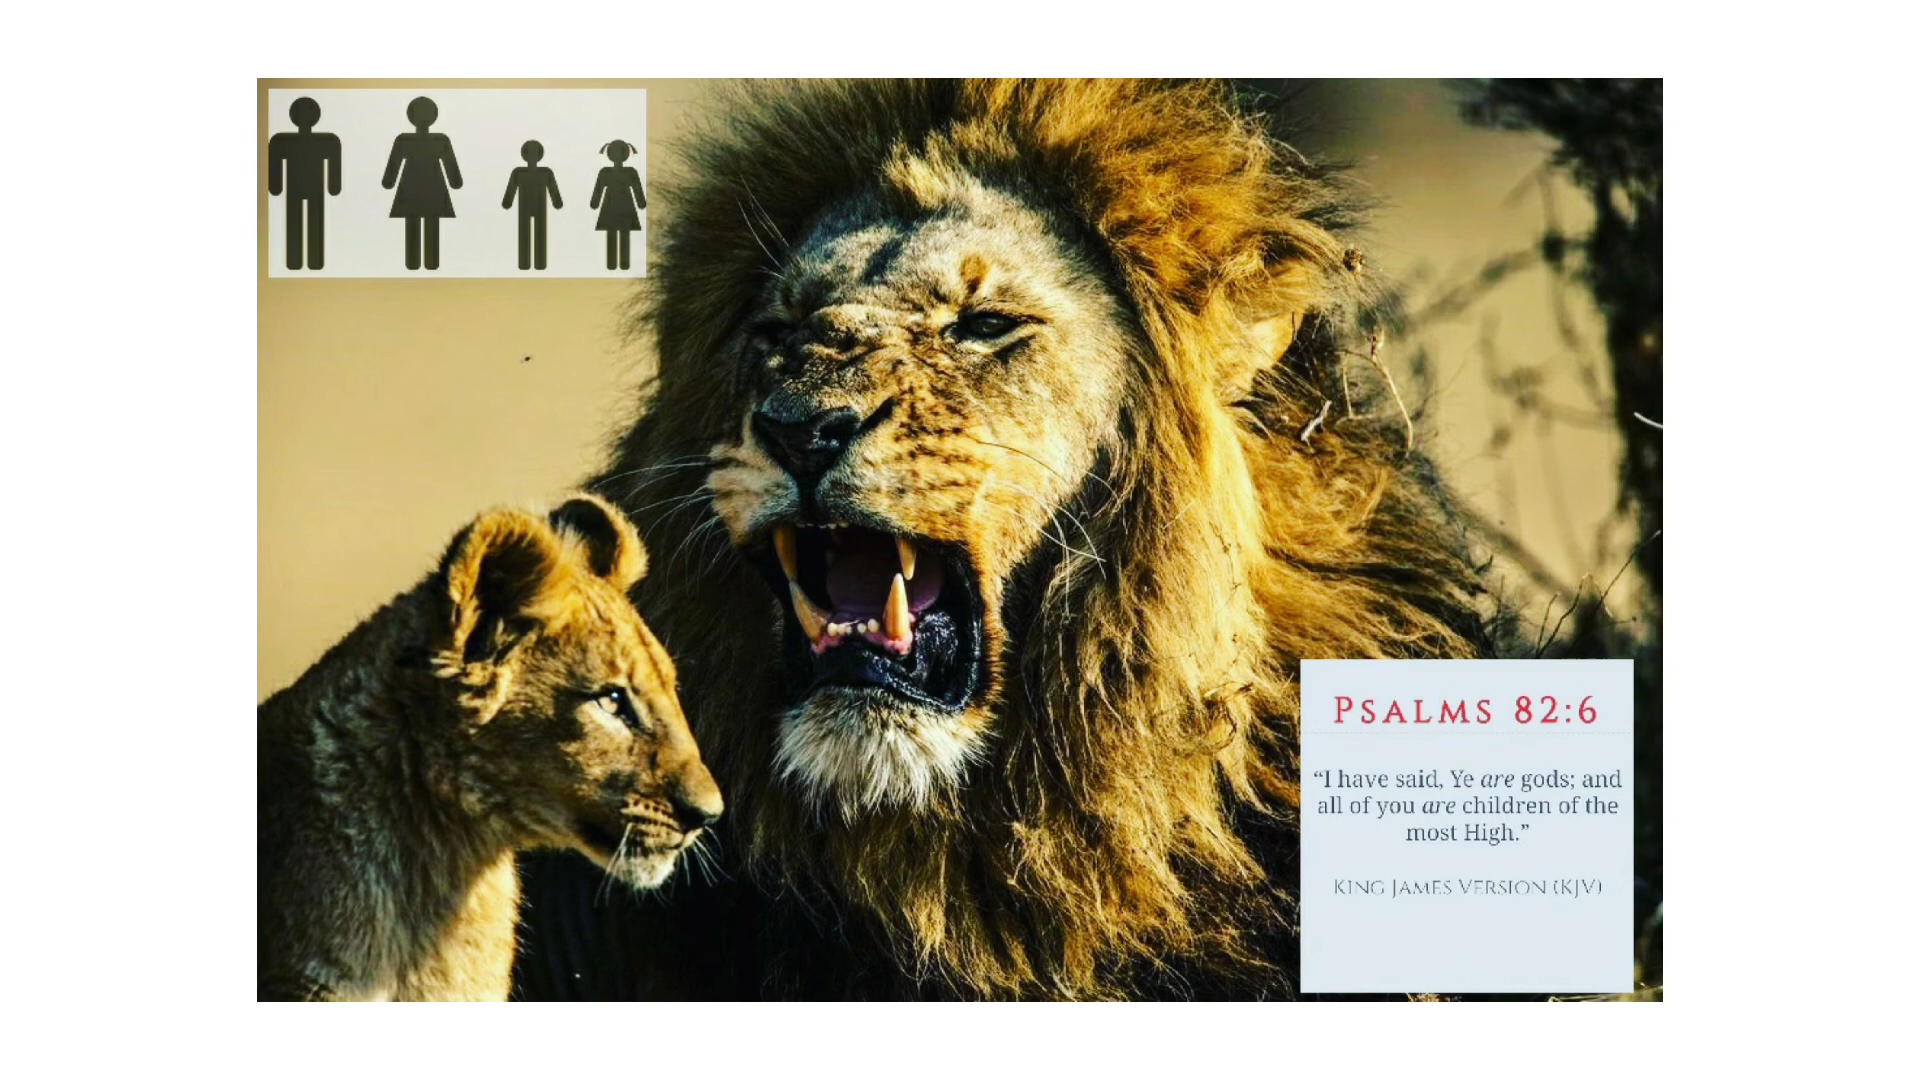 PSALMS 82:6
“I have said, Ye are gods; and
all of you are children of the
most High.”
KING JAMES VERSION (KJV)